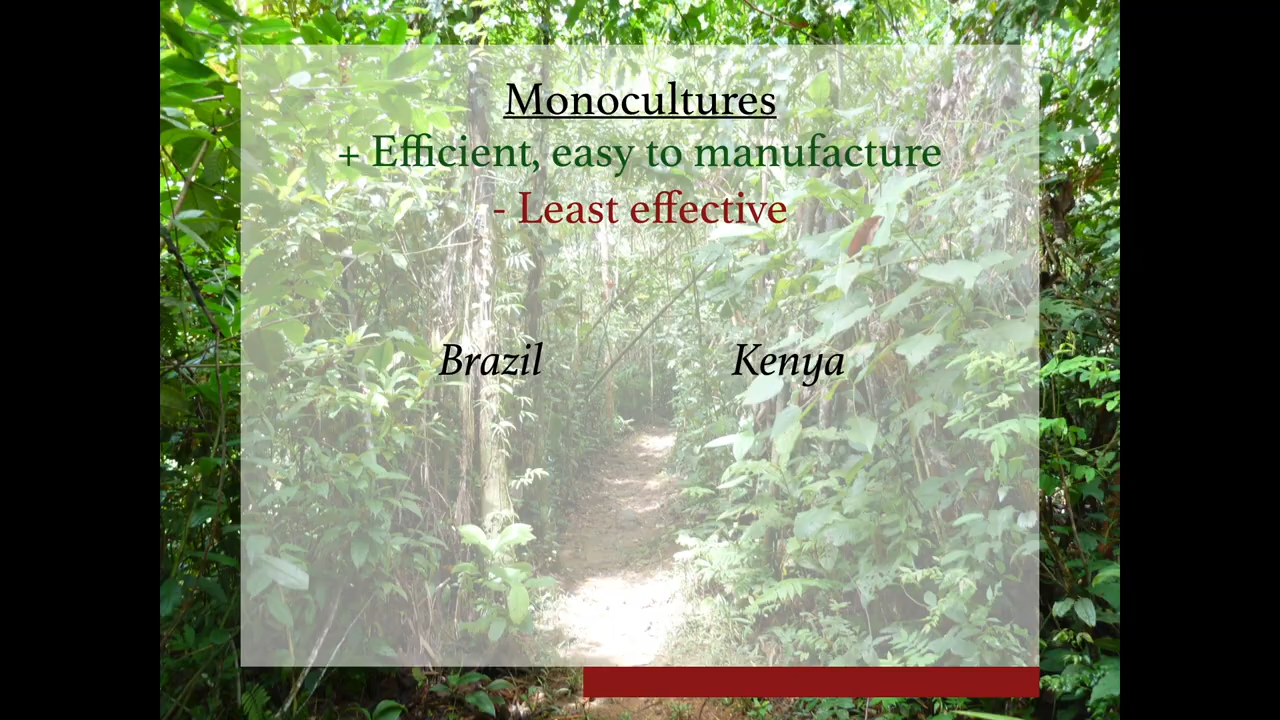 Monocultures
+ Efficient, easy to manufacture
- Least effective
Brazil Kenya